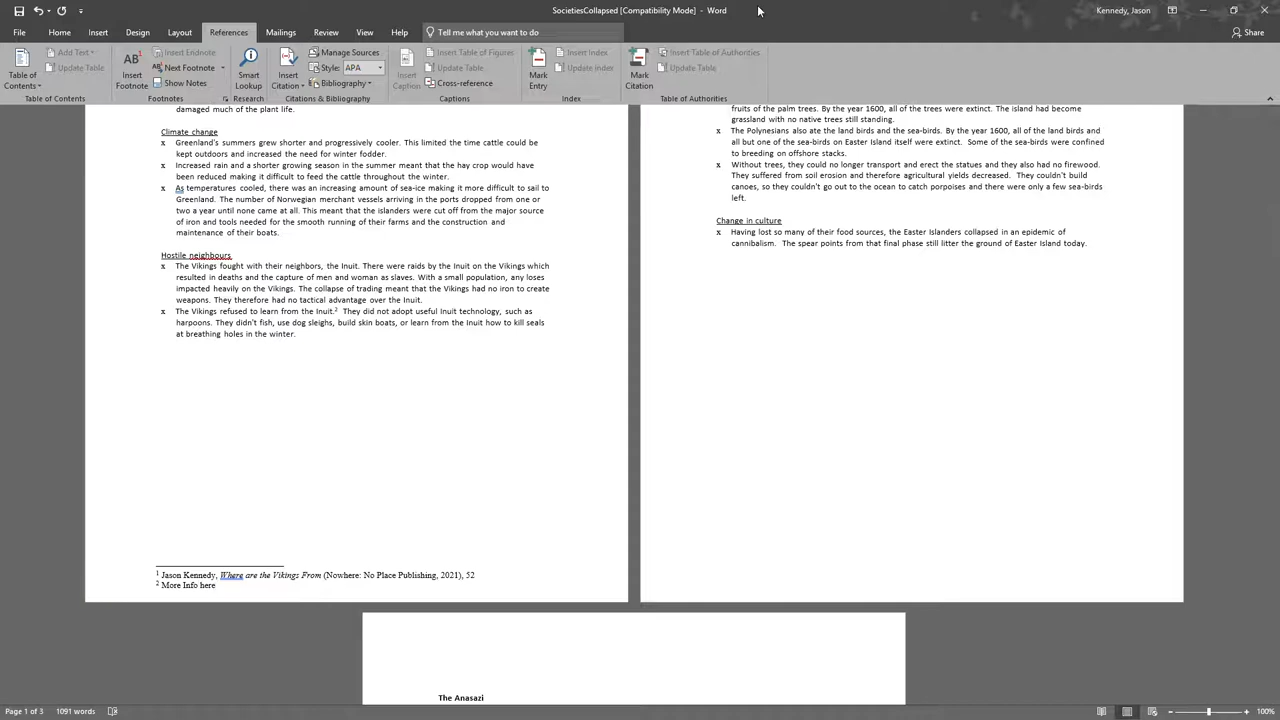 SocietiesCollapsed [Compatibility Mode] - Word
Kennedy, Jason
File Home Insert Design Layout References Mailings Review View Help Tell me what you want to do Share
Table of Contents
Add Text
Update Table
Table of Contents
AB¹ Insert Footnote
Insert Endnote
Next Footnote
Show Notes
Footnotes
Smart Lookup
Research
Insert Citation
Manage Sources
Style: APA
Bibliography
Citations & Bibliography
Insert Caption
Insert Table of Figures
Update Table
Cross-reference
Captions
Mark Entry
Insert Index
Update Index
Index
Mark Citation
Insert Table of Authorities
Update Table
Table of Authorities
damaged much of the plant life.
Climate change
x Greenland's summers grew shorter and progressively cooler. This limited the time cattle could be
kept outdoors and increased the need for winter fodder.
x Increased rain and a shorter growing season in the summer meant that the hay crop would have
been reduced making it difficult to feed the cattle throughout the winter.
x As temperatures cooled, there was an increasing amount of sea-ice making it more difficult to sail to
Greenland. The number of Norwegian merchant vessels arriving in the ports dropped from one or
two a year until none came at all. This meant that the islanders were cut off from the major source
of iron and tools needed for the smooth running of their farms and the construction and
maintenance of their boats.
Hostile neighbours
x The Vikings fought with their neighbors, the Inuit. There were raids by the Inuit on the Vikings which
resulted in deaths and the capture of men and woman as slaves. With a small population, any loses
impacted heavily on the Vikings. The collapse of trading meant that the Vikings had no iron to create
weapons. They therefore had no tactical advantage over the Inuit.
x The Vikings refused to learn from the Inuit.² They did not adopt useful Inuit technology, such as
harpoons. They didn't fish, use dog sleighs, build skin boats, or learn from the Inuit how to kill seals
at breathing holes in the winter.
¹ Jason Kennedy, Where are the Vikings From (Nowhere: No Place Publishing, 2021), 52
² More Info here
fruits of the palm trees. By the year 1600, all of the trees were extinct. The island had become
grassland with no native trees still standing.
x The Polynesians also ate the land birds and the sea-birds. By the year 1600, all of the land birds and
all but one of the sea-birds on Easter Island itself were extinct. Some of the sea-birds were confined
to breeding on offshore stacks.
x Without trees, they could no longer transport and erect the statues and they also had no firewood.
They suffered from soil erosion and therefore agricultural yields decreased. They couldn't build
canoes, so they couldn't go out to the ocean to catch porpoises and there were only a few sea-birds
left.
Change in culture
x Having lost so many of their food sources, the Easter Islanders collapsed in an epidemic of
cannibalism. The spear points from that final phase still litter the ground of Easter Island today.
The Anasazi
Page 1 of 3 1091 words 100%